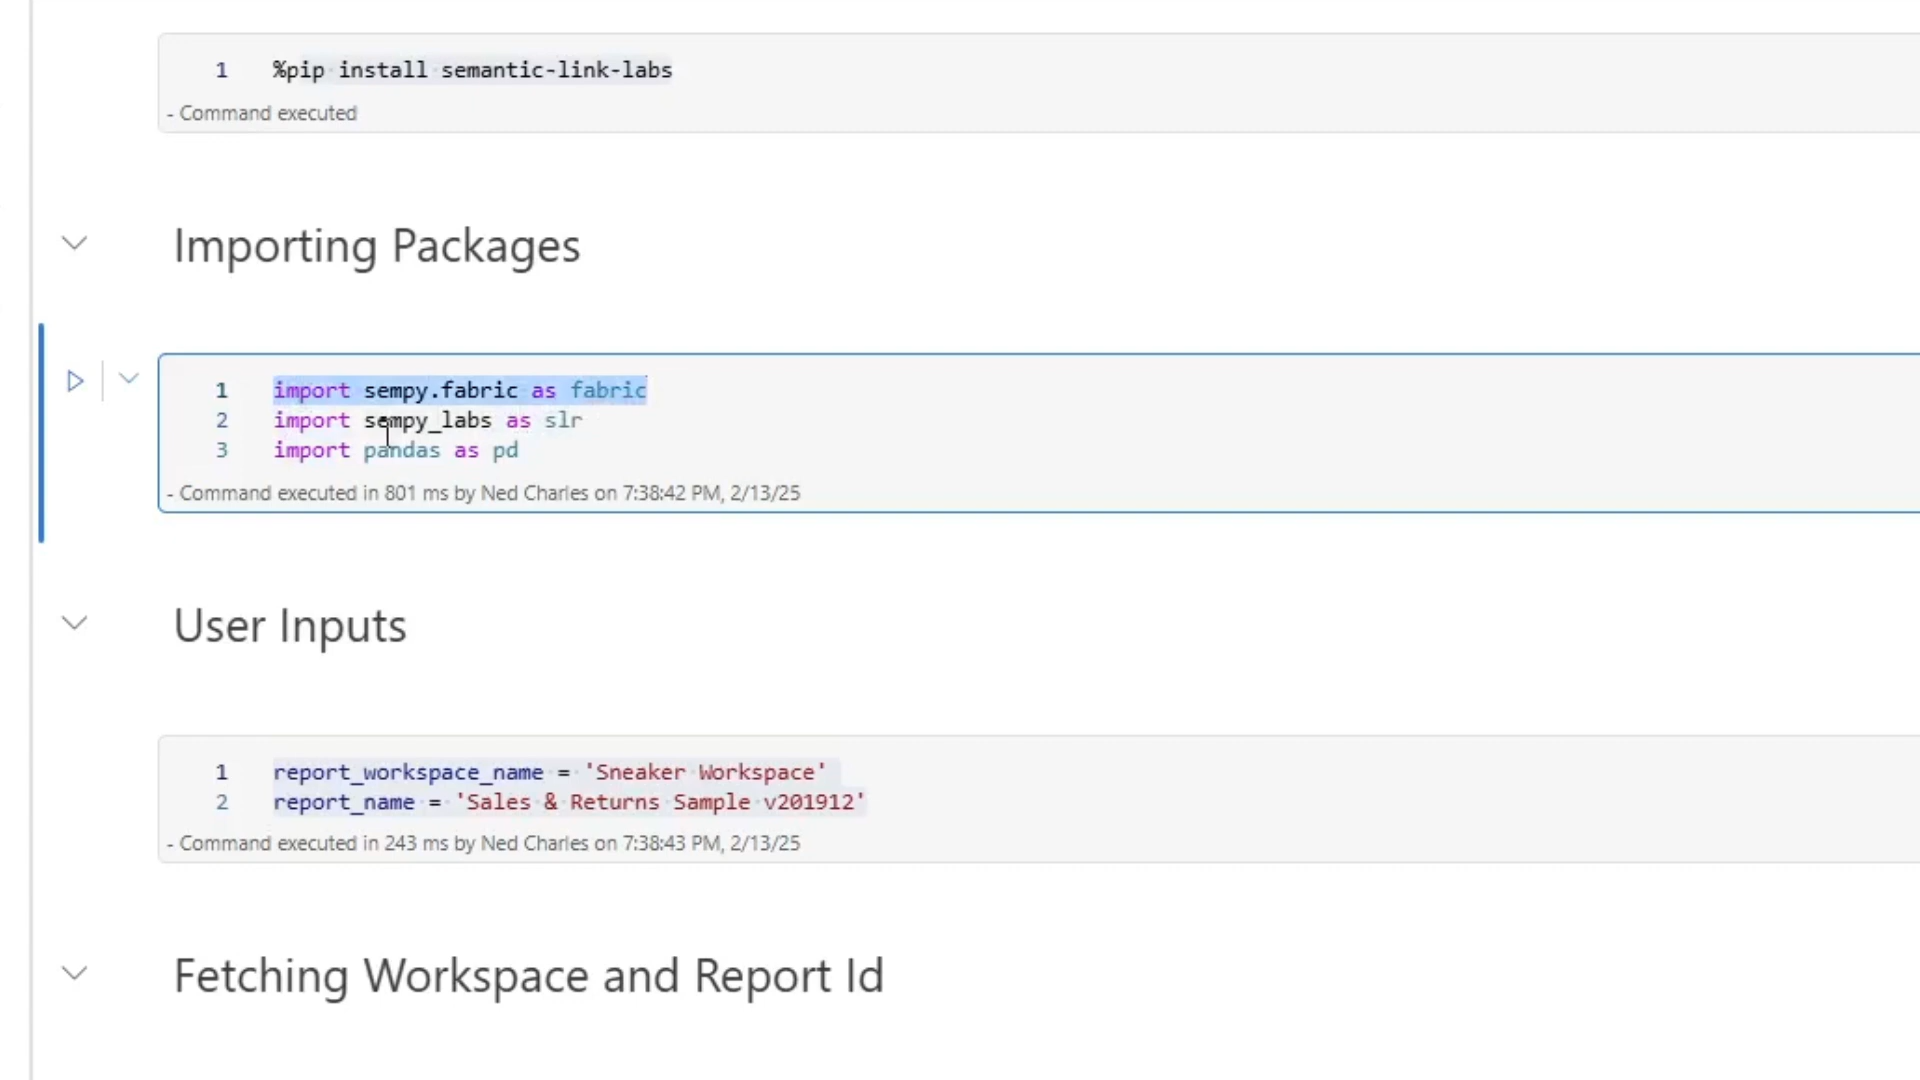 1 %pip install semantic-link-labs
- Command executed
Importing Packages
1 import sempy.fabric as fabric
2 import sempy_labs as slr
3 import pandas as pd
- Command executed in 801 ms by Ned Charles on 7:38:42 PM, 2/13/25
User Inputs
1 report_workspace_name = 'Sneaker Workspace'
2 report_name = 'Sales & Returns Sample v201912'
- Command executed in 243 ms by Ned Charles on 7:38:43 PM, 2/13/25
Fetching Workspace and Report Id